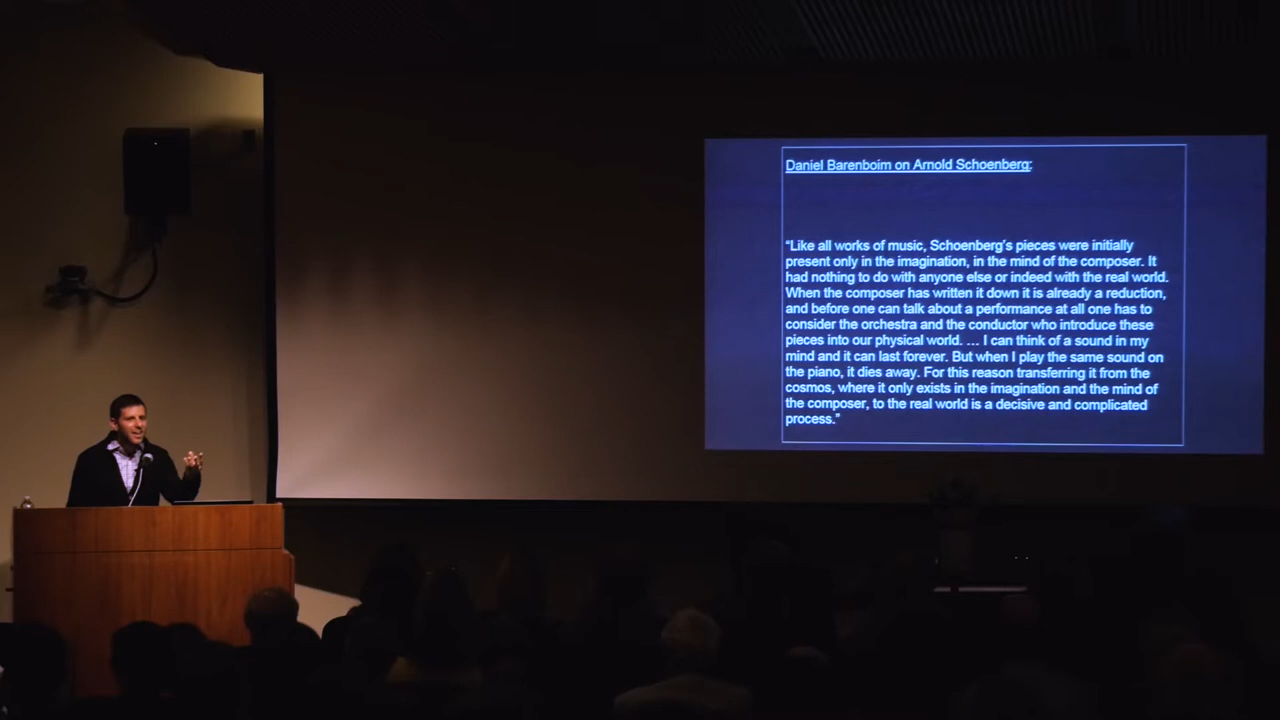 Daniel Barenboim on Arnold Schoenberg:
“Like all works of music, Schoenberg's pieces were initially
present only in the imagination, in the mind of the composer. It
had nothing to do with anyone else or indeed with the real world.
When the composer has written it down it is already a reduction,
and before one can talk about a performance at all one has to
consider the orchestra and the conductor who introduce these
pieces into our physical world. ... I can think of a sound in my
mind and it can last forever. But when I play the same sound on
the piano, it dies away. For this reason transferring it from the
cosmos, where it only exists in the imagination and the mind of
the composer, to the real world is a decisive and complicated
process.”